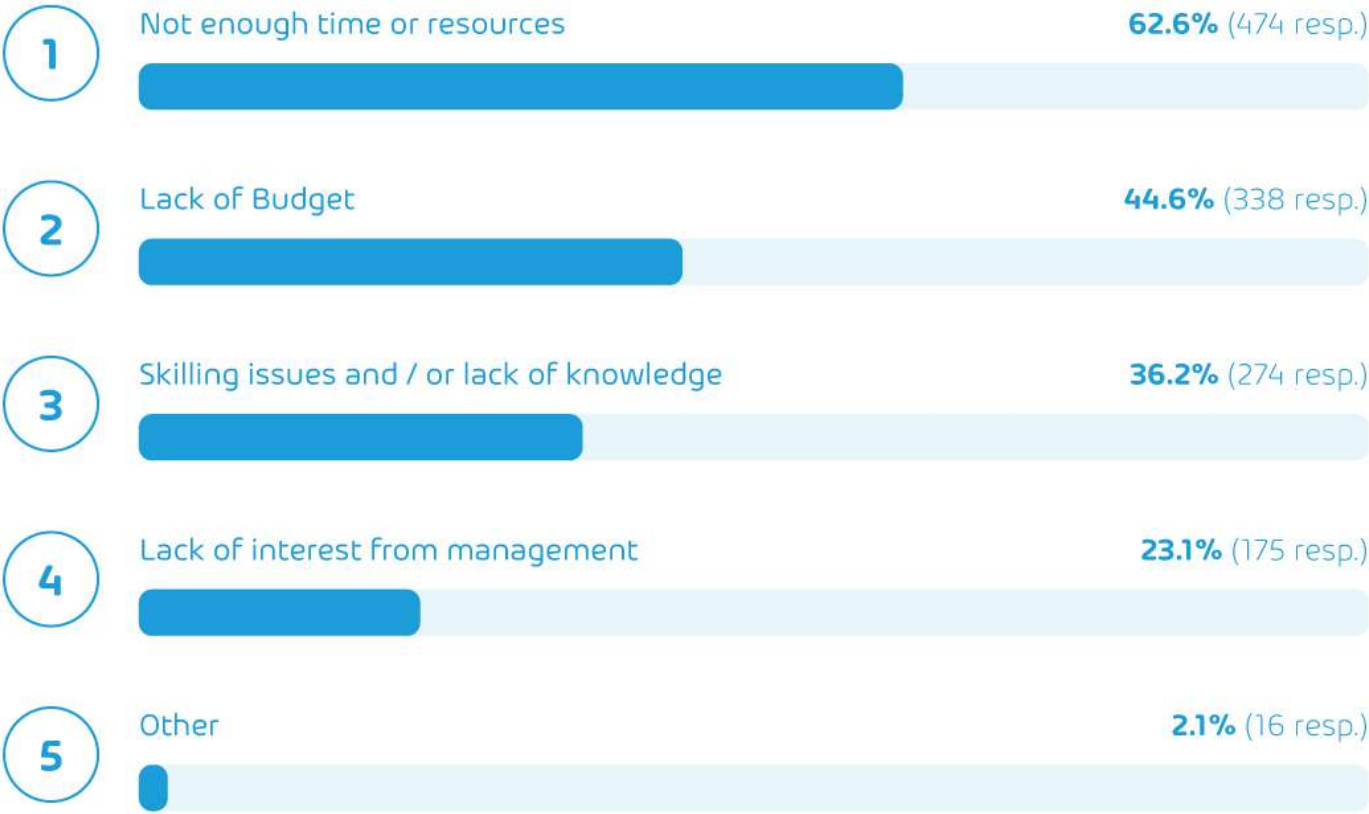 1
Not enough time or resources 62.6% (474 resp.)
2
Lack of Budget 44.6% (338 resp.)
3
Skilling issues and / or lack of knowledge 36.2% (274 resp.)
4
Lack of interest from management 23.1% (175 resp.)
5
Other 2.1% (16 resp.)